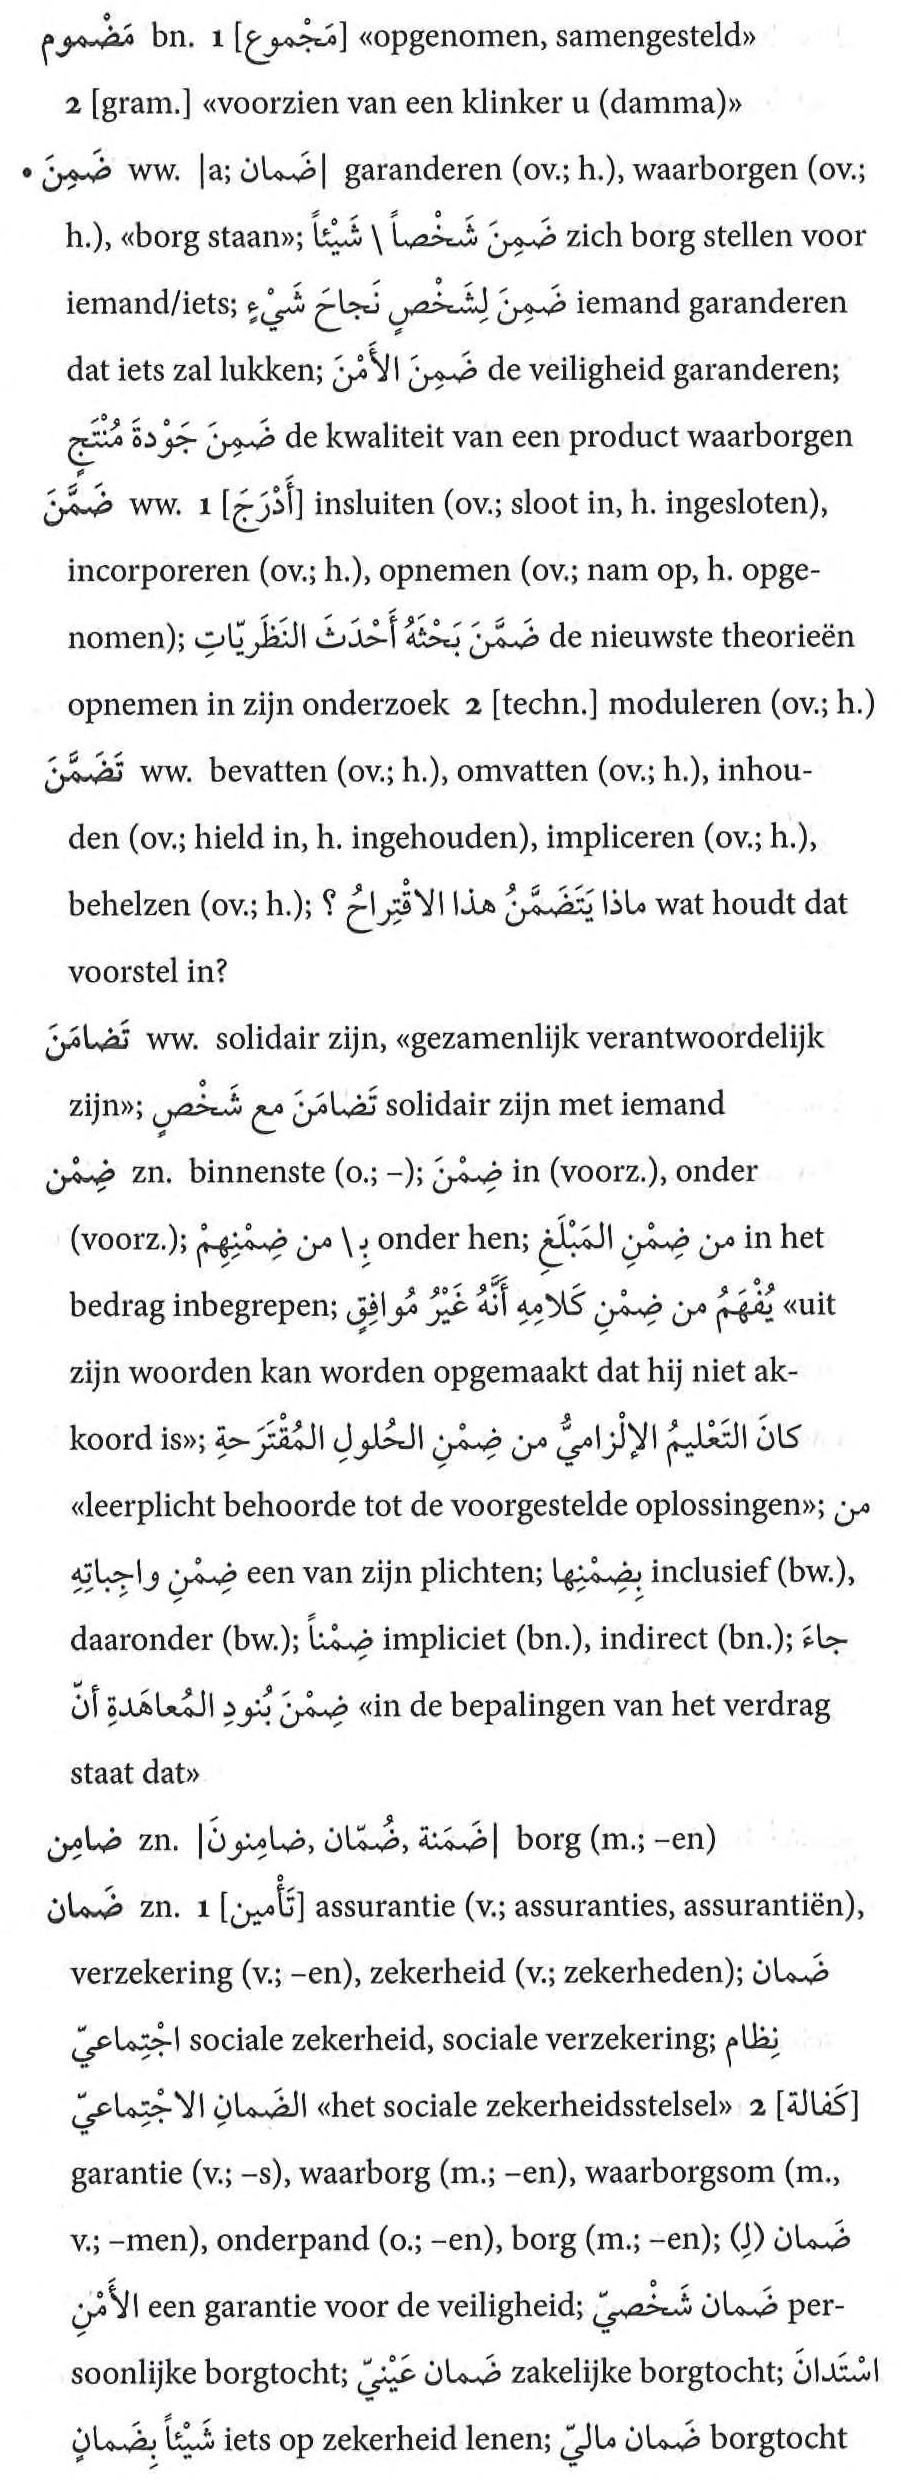 مَضْموم bn. 1 [مَجْموع] «opgenomen, samengesteld»
2 [gram.] «voorzien van een klinker u (damma)»
• ضَمِنَ ww. |a; ضَمان| garanderen (ov.; h.), waarborgen (ov.;
h.), «borg staan»; ضَمِنَ شَخْصاً \ شَيْئاً zich borg stellen voor
iemand/iets; ضَمِنَ لِشَخْصٍ نَجاحَ شَيْءٍ iemand garanderen
dat iets zal lukken; ضَمِنَ الأَمْنَ de veiligheid garanderen;
ضَمِنَ جَوْدةَ مُنْتَجٍ de kwaliteit van een product waarborgen
ضَمَّنَ ww. 1 [أَدْرَجَ] insluiten (ov.; sloot in, h. ingesloten),
incorporeren (ov.; h.), opnemen (ov.; nam op, h. opge-
nomen); ضَمَّنَ بَحْثَهُ أَحْدَثَ النَظَرِيّاتِ de nieuwste theorieën
opnemen in zijn onderzoek 2 [techn.] moduleren (ov.; h.)
تَضَمَّنَ ww. bevatten (ov.; h.), omvatten (ov.; h.), inhou-
den (ov.; hield in, h. ingehouden), impliceren (ov.; h.),
behelzen (ov.; h.); ماذا يَتَضَمَّنُ هذا الاقْتِراحُ ؟ wat houdt dat
voorstel in?
تَضامَنَ ww. solidair zijn, «gezamenlijk verantwoordelijk
zijn»; تَضامَنَ مع شَخْصٍ solidair zijn met iemand
ضِمْن zn. binnenste (o.; –); ضِمْنَ in (voorz.), onder
(voorz.); بِـ \ من ضِمْنِهِمْ onder hen; من ضِمْنِ المَبْلَغِ in het
bedrag inbegrepen; يُفْهَمُ من ضِمْنِ كَلامِهِ أَنَّهُ غَيْرُ مُوافِقٍ «uit
zijn woorden kan worden opgemaakt dat hij niet ak-
koord is»; كانَ التَعْليمُ الإلْزاميُّ من ضِمْنِ الحُلولِ المُقْتَرَحةِ
«leerplicht behoorde tot de voorgestelde oplossingen»; من
ضِمْنِ واجِباتِهِ een van zijn plichten; بِضِمْنِها inclusief (bw.),
daaronder (bw.); ضِمْناً impliciet (bn.), indirect (bn.); جاءَ
ضِمْنَ بُنودِ المُعاهَدةِ أنّ «in de bepalingen van het verdrag
staat dat»
ضامِن zn. |ضَمَنة, ضُمّان, ضامِنونَ| borg (m.; –en)
ضَمان zn. 1 [تَأْمين] assurantie (v.; assuranties, assurantiën),
verzekering (v.; –en), zekerheid (v.; zekerheden); ضَمان
اجْتِماعيّ sociale zekerheid, sociale verzekering; نِظام
الضَمانِ الاجْتِماعيّ «het sociale zekerheidsstelsel» 2 [كَفالة]
garantie (v.; –s), waarborg (m.; –en), waarborgsom (m.,
v.; –men), onderpand (o.; –en), borg (m.; –en); ضَمان (لِ)
الأَمْنِ een garantie voor de veiligheid; ضَمان شَخْصيّ per-
soonlijke borgtocht; ضَمان عَيْنيّ zakelijke borgtocht; اسْتَدانَ
شَيْئاً بِضَمانٍ iets op zekerheid lenen; ضَمان ماليّ borgtocht